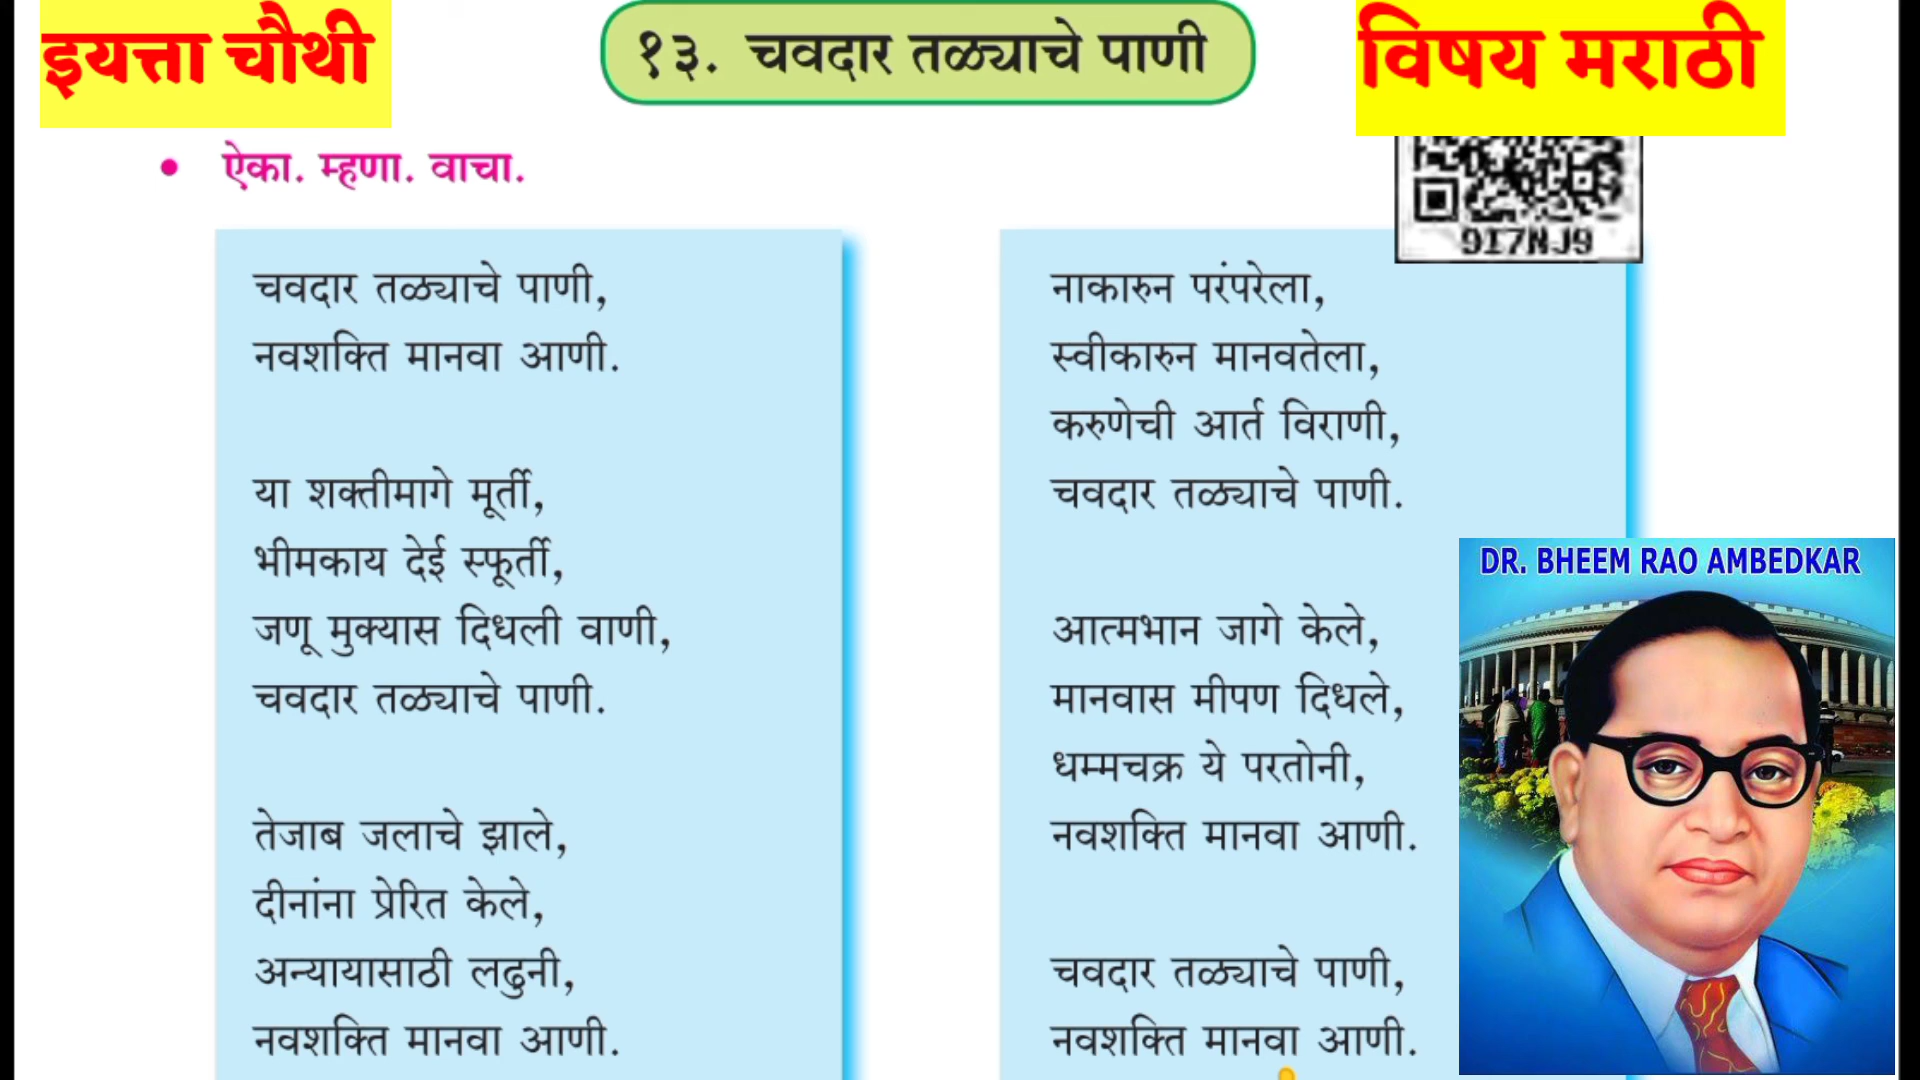 इयत्ता चौथी
१३. चवदार तळ्याचे पाणी
विषय मराठी
• ऐका. म्हणा. वाचा.
9I7NJ9
चवदार तळ्याचे पाणी,
नवशक्ति मानवा आणी.
या शक्तीमागे मूर्ती,
भीमकाय देई स्फूर्ती,
जणू मुक्यास दिधली वाणी,
चवदार तळ्याचे पाणी.
तेजाब जलाचे झाले,
दीनांना प्रेरित केले,
अन्यायासाठी लढुनी,
नवशक्ति मानवा आणी.
नाकारुन परंपरेला,
स्वीकारुन मानवतेला,
करुणेची आर्त विराणी,
चवदार तळ्याचे पाणी.
आत्मभान जागे केले,
मानवास मीपण दिधले,
धम्मचक्र ये परतोनी,
नवशक्ति मानवा आणी.
चवदार तळ्याचे पाणी,
नवशक्ति मानवा आणी.
DR. BHEEM RAO AMBEDKAR